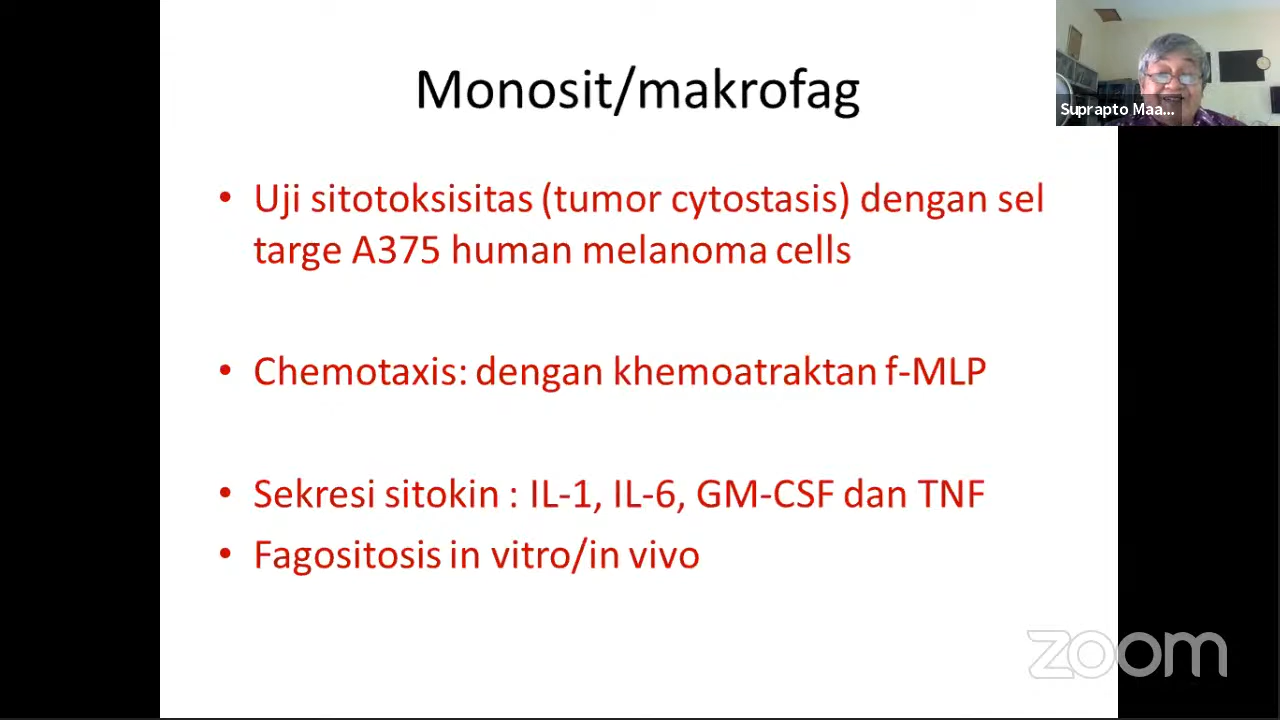 Monosit/makrofag
Suprapto Maa...
• Uji sitotoksisitas (tumor cytostasis) dengan sel
targe A375 human melanoma cells
• Chemotaxis: dengan khemoatraktan f-MLP
• Sekresi sitokin : IL-1, IL-6, GM-CSF dan TNF
• Fagositosis in vitro/in vivo
zoom